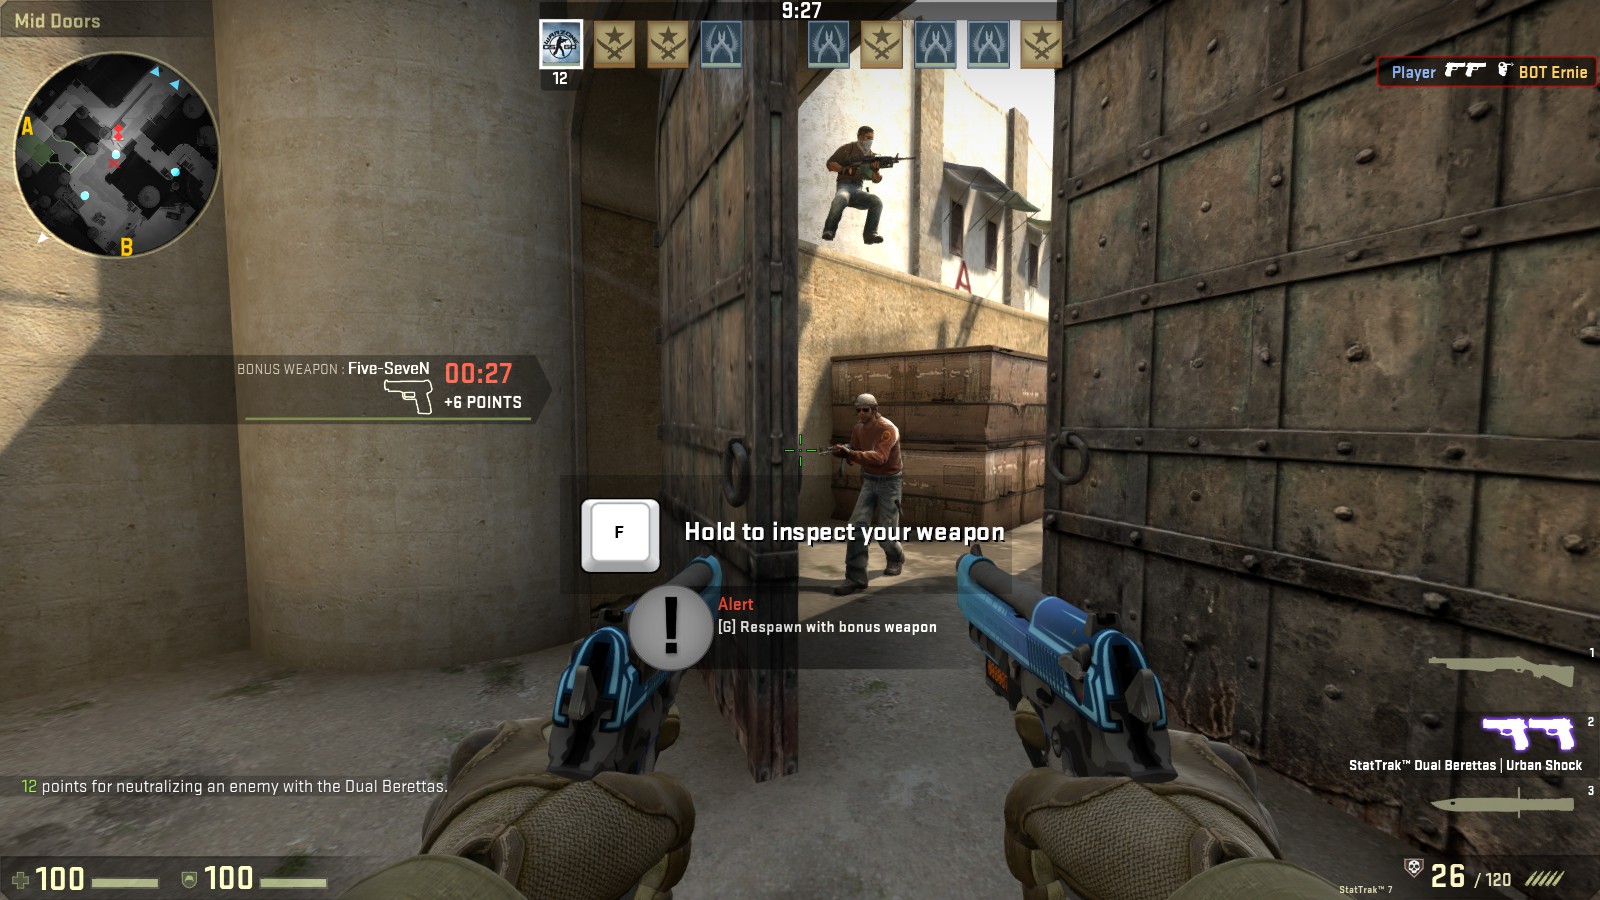 Mid Doors
9:27
12
Player BOT Ernie
A
B
A
BONUS WEAPON : Five-SeveN 00:27
+6 POINTS
F Hold to inspect your weapon
Alert
[G] Respawn with bonus weapon
1
2
StatTrak™ Dual Berettas | Urban Shock
3
12 points for neutralizing an enemy with the Dual Berettas.
100 100
26 / 120
StatTrak™ 7